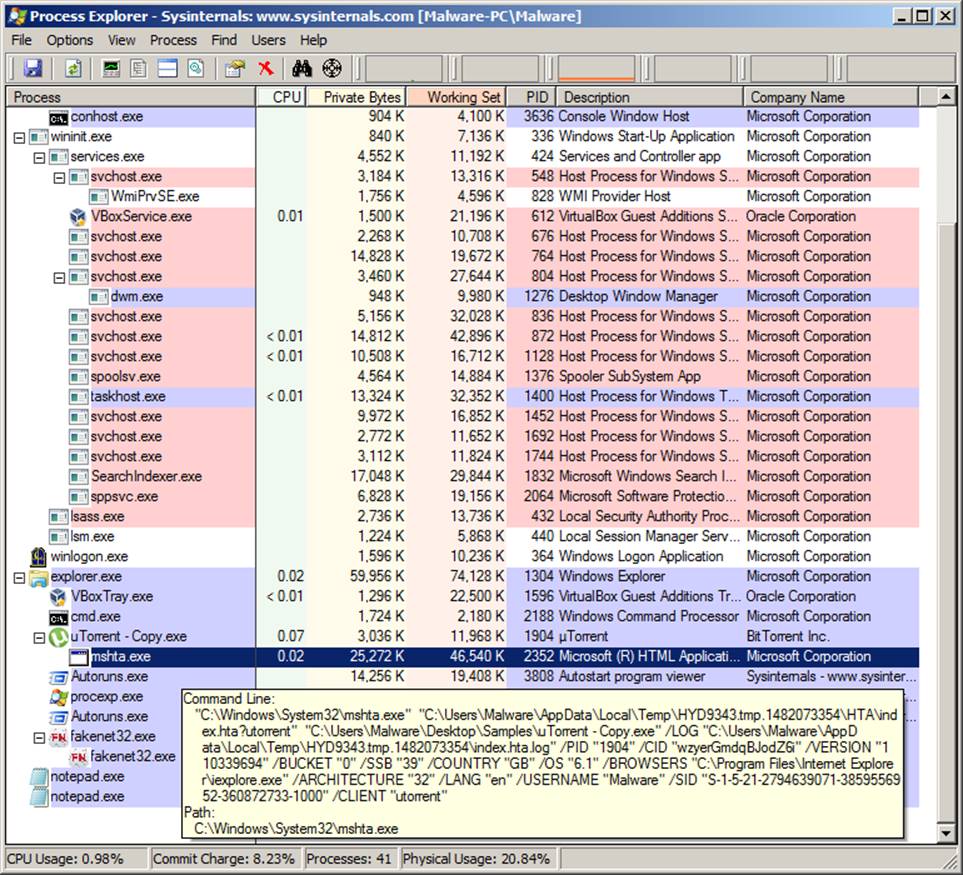 Process Explorer - Sysinternals: www.sysinternals.com [Malware-PC\Malware]
File Options View Process Find Users Help
Process CPU Private Bytes Working Set PID Description Company Name
conhost.exe 904 K 4,100 K 3636 Console Window Host Microsoft Corporation
wininit.exe 840 K 7,136 K 336 Windows Start-Up Application Microsoft Corporation
services.exe 4,552 K 11,192 K 424 Services and Controller app Microsoft Corporation
svchost.exe 3,184 K 13,316 K 548 Host Process for Windows S... Microsoft Corporation
WmiPrvSE.exe 1,756 K 4,596 K 828 WMI Provider Host Microsoft Corporation
VBoxService.exe 0.01 1,500 K 21,196 K 612 VirtualBox Guest Additions S... Oracle Corporation
svchost.exe 2,268 K 10,708 K 676 Host Process for Windows S... Microsoft Corporation
svchost.exe 14,828 K 19,672 K 764 Host Process for Windows S... Microsoft Corporation
svchost.exe 3,460 K 27,644 K 804 Host Process for Windows S... Microsoft Corporation
dwm.exe 948 K 9,980 K 1276 Desktop Window Manager Microsoft Corporation
svchost.exe 5,156 K 32,028 K 836 Host Process for Windows S... Microsoft Corporation
svchost.exe < 0.01 14,812 K 42,896 K 872 Host Process for Windows S... Microsoft Corporation
svchost.exe < 0.01 10,508 K 16,712 K 1128 Host Process for Windows S... Microsoft Corporation
spoolsv.exe 4,564 K 14,884 K 1376 Spooler SubSystem App Microsoft Corporation
taskhost.exe < 0.01 13,324 K 32,352 K 1400 Host Process for Windows T... Microsoft Corporation
svchost.exe 9,972 K 16,852 K 1452 Host Process for Windows S... Microsoft Corporation
svchost.exe 2,772 K 11,652 K 1692 Host Process for Windows S... Microsoft Corporation
svchost.exe 3,112 K 11,824 K 1744 Host Process for Windows S... Microsoft Corporation
SearchIndexer.exe 17,048 K 29,844 K 1832 Microsoft Windows Search I... Microsoft Corporation
sppsvc.exe 6,828 K 19,156 K 2064 Microsoft Software Protectio... Microsoft Corporation
lsass.exe 2,736 K 13,736 K 432 Local Security Authority Proc... Microsoft Corporation
lsm.exe 1,224 K 5,868 K 440 Local Session Manager Serv... Microsoft Corporation
winlogon.exe 1,596 K 10,236 K 364 Windows Logon Application Microsoft Corporation
explorer.exe 0.02 59,956 K 74,128 K 1304 Windows Explorer Microsoft Corporation
VBoxTray.exe < 0.01 1,296 K 22,500 K 1596 VirtualBox Guest Additions Tr... Oracle Corporation
cmd.exe 1,724 K 2,180 K 2188 Windows Command Processor Microsoft Corporation
uTorrent - Copy.exe 0.07 3,036 K 11,968 K 1904 µTorrent BitTorrent Inc.
mshta.exe 0.02 25,272 K 46,540 K 2352 Microsoft (R) HTML Applicati... Microsoft Corporation
Autoruns.exe 14,256 K 19,408 K 3808 Autostart program viewer Sysinternals - www.sysinter...
procexp.exe
Autoruns.exe
fakenet32.exe
fakenet32.exe
notepad.exe
notepad.exe
Command Line:
"C:\Windows\System32\mshta.exe" "C:\Users\Malware\AppData\Local\Temp\HYD9343.tmp.1482073354\HTA\ind
ex.hta?utorrent" "C:\Users\Malware\Desktop\Samples\uTorrent - Copy.exe" /LOG "C:\Users\Malware\AppD
ata\Local\Temp\HYD9343.tmp.1482073354\index.hta.log" /PID "1904" /CID "wzyerGmdqBJodZ6i" /VERSION "1
10339694" /BUCKET "0" /SSB "39" /COUNTRY "GB" /OS "6.1" /BROWSERS "C:\Program Files\Internet Explore
r\iexplore.exe" /ARCHITECTURE "32" /LANG "en" /USERNAME "Malware" /SID "S-1-5-21-2794639071-38595569
52-360872733-1000" /CLIENT "utorrent"
Path:
C:\Windows\System32\mshta.exe
CPU Usage: 0.98% Commit Charge: 8.23% Processes: 41 Physical Usage: 20.84%